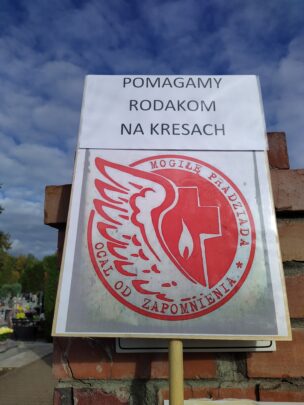 POMAGAMY
RODAKOM
NA KRESACH
MOGIŁĘ PRADZIADA
OCAL OD ZAPOMNIENIA